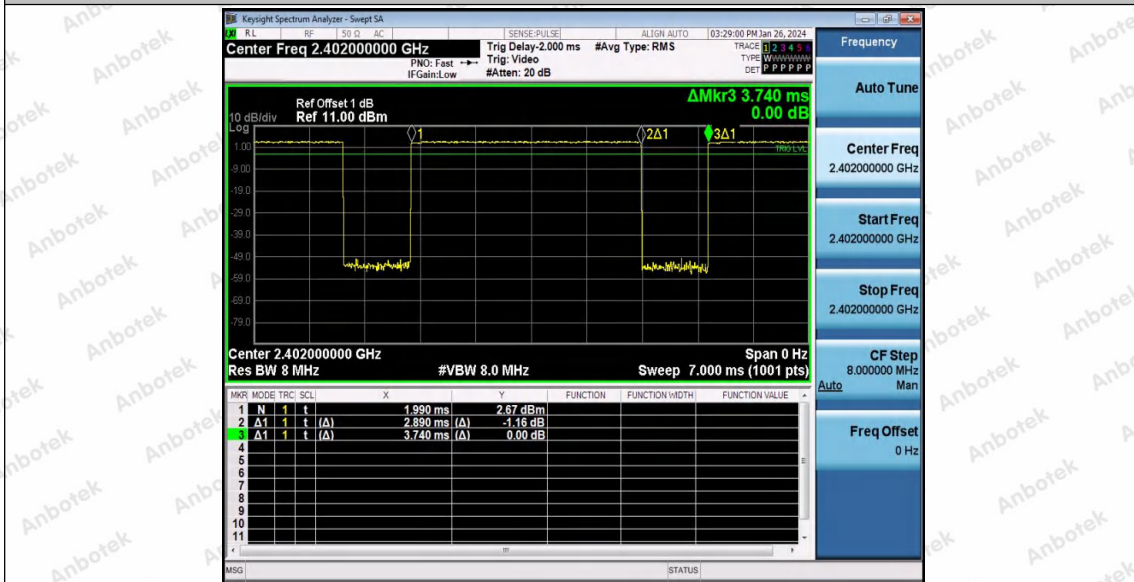 Keysight Spectrum Analyzer - Swept SA
RL RF 50 Ω AC SENSE:PULSE ALIGN AUTO 03:29:00 PM Jan 26, 2024
Center Freq 2.402000000 GHz Trig Delay-2.000 ms #Avg Type: RMS TRACE 1 2 3 4 5 6
PNO: Fast Trig: Video TYPE W
IFGain:Low #Atten: 20 dB DET P P P P P P
ΔMkr3 3.740 ms
0.00 dB
Ref Offset 1 dB
10 dB/div Ref 11.00 dBm
Log
1 2Δ1 3Δ1
1.00
TRIG LVL
-9.00
-19.0
-29.0
-39.0
-49.0
-59.0
-69.0
-79.0
Center 2.402000000 GHz Span 0 Hz
Res BW 8 MHz #VBW 8.0 MHz Sweep 7.000 ms (1001 pts)
MKR MODE TRC SCL X Y FUNCTION FUNCTION WIDTH FUNCTION VALUE
1 N 1 t 1.990 ms 2.67 dBm
2 Δ1 1 t (Δ) 2.890 ms (Δ) -1.16 dB
3 Δ1 1 t (Δ) 3.740 ms (Δ) 0.00 dB
4
5
6
7
8
9
10
11
MSG STATUS
Frequency
Auto Tune
Center Freq
2.402000000 GHz
Start Freq
2.402000000 GHz
Stop Freq
2.402000000 GHz
CF Step
8.000000 MHz
Auto Man
Freq Offset
0 Hz
Anbotek